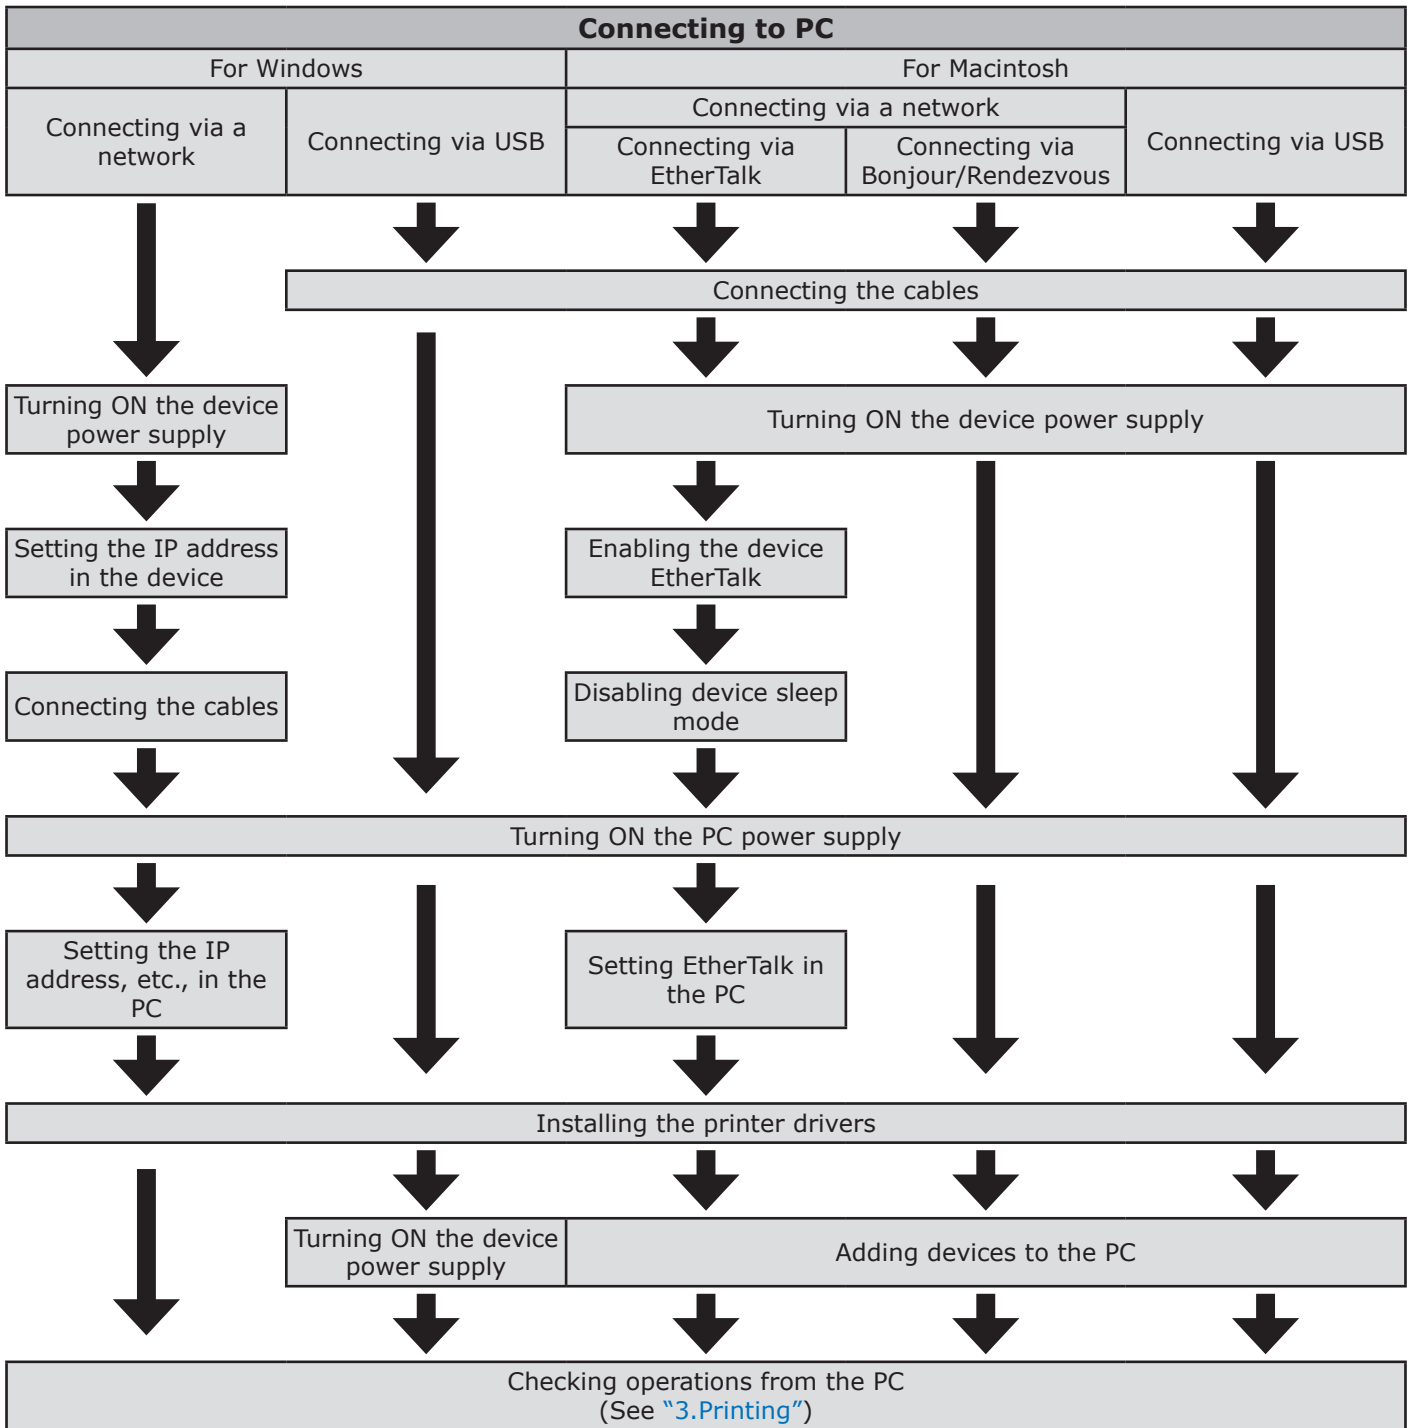 Connecting to PC
For Windows
For Macintosh
Connecting via a
network
Connecting via USB
Connecting via a network
Connecting via
EtherTalk
Connecting via
Bonjour/Rendezvous
Connecting via USB
Connecting the cables
Turning ON the device
power supply
Turning ON the device power supply
Setting the IP address
in the device
Enabling the device
EtherTalk
Connecting the cables
Disabling device sleep
mode
Turning ON the PC power supply
Setting the IP
address, etc., in the
PC
Setting EtherTalk in
the PC
Installing the printer drivers
Turning ON the device
power supply
Adding devices to the PC
Checking operations from the PC
(See “3.Printing”)